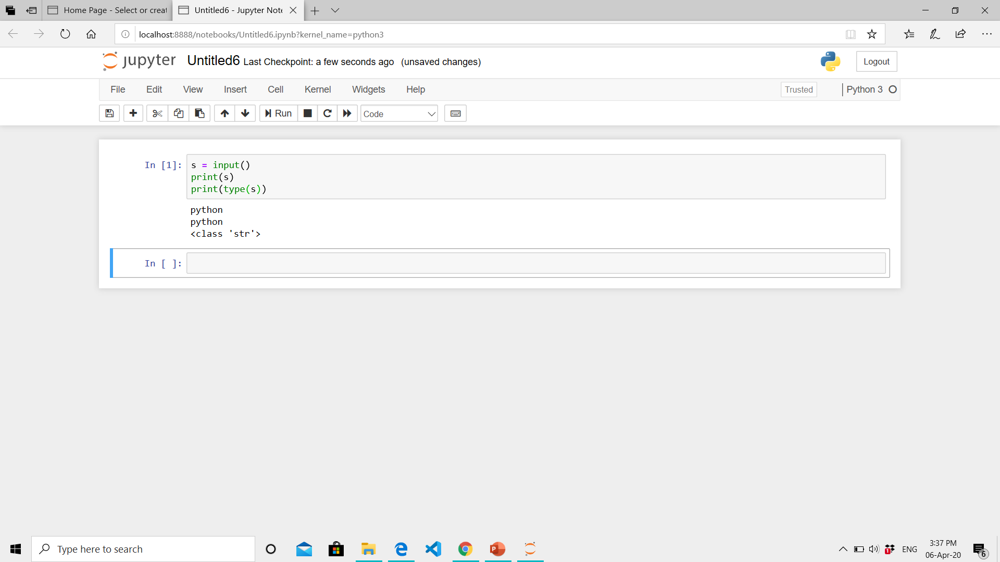 Home Page - Select or creat
Untitled6 - Jupyter Note
localhost:8888/notebooks/Untitled6.ipynb?kernel_name=python3
jupyter Untitled6 Last Checkpoint: a few seconds ago (unsaved changes)
Logout
File Edit View Insert Cell Kernel Widgets Help
Trusted
Python 3
Run
Code
In [1]:
s = input()
print(s)
print(type(s))
python
python
<class 'str'>
In [ ]:
Type here to search
P
1
ENG
3:37 PM
06-Apr-20
6